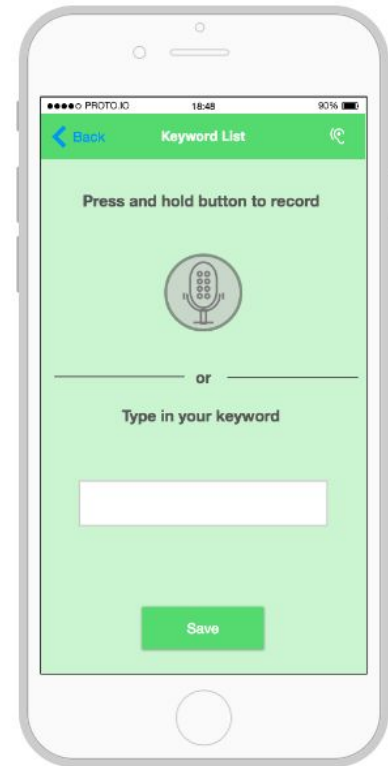 ●●●●○ PROTO.IO 18:48 90%
Back Keyword List
Press and hold button to record
or
Type in your keyword
Save